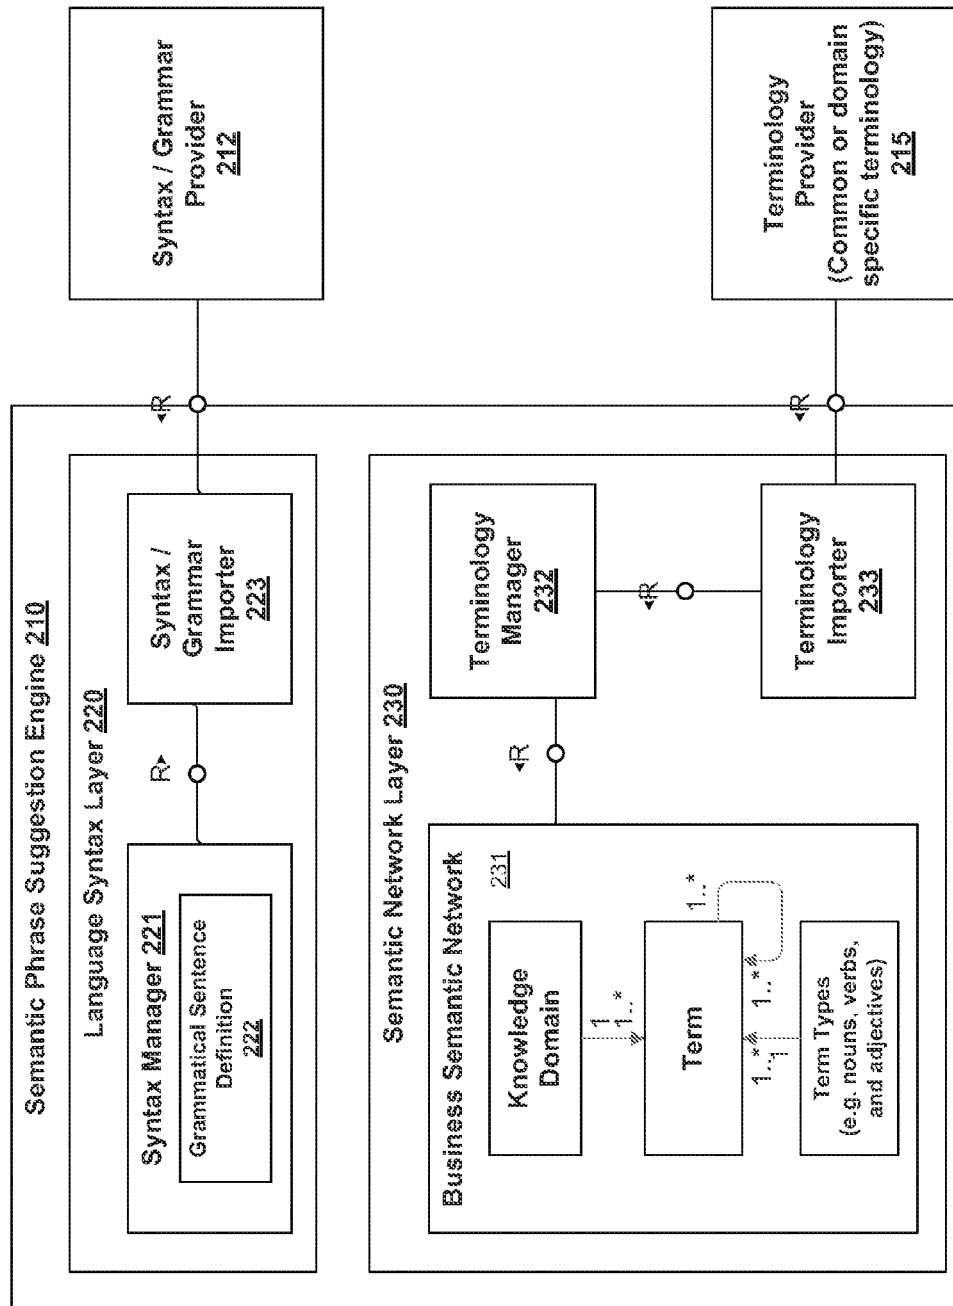 Semantic Phrase Suggestion Engine 210
Language Syntax Layer 220
Syntax Manager 221
Grammatical Sentence
Definition
222
R
Syntax /
Grammar
Importer
223
R
Syntax / Grammar
Provider
212
Semantic Network Layer 230
Business Semantic Network
231
Knowledge
Domain
1
1..*
Term
1..*
1..*
1..*
1
Term Types
(e.g. nouns, verbs,
and adjectives)
R
Terminology
Manager
232
R
Terminology
Importer
233
R
Terminology
Provider
(Common or domain
specific terminology)
215